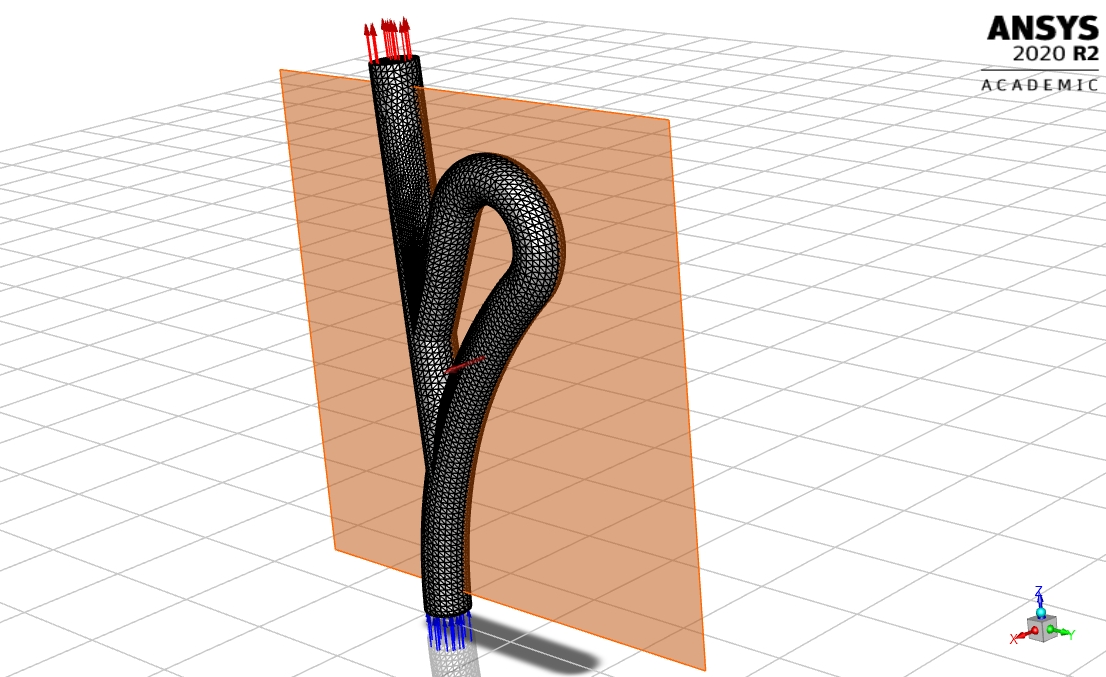 ANSYS
2020 R2
ACADEMIC
Z
X
Y